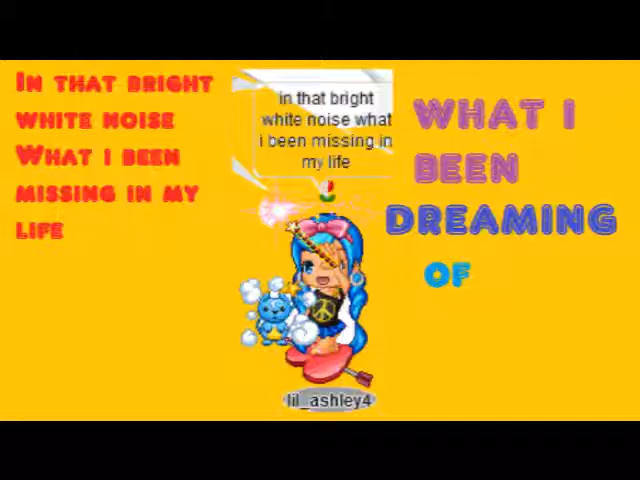 In that bright
white noise
What i been
missing in my
life
in that bright
white noise what
i been missing in
my life
What i
been
dreaming
of
lil_ashley4